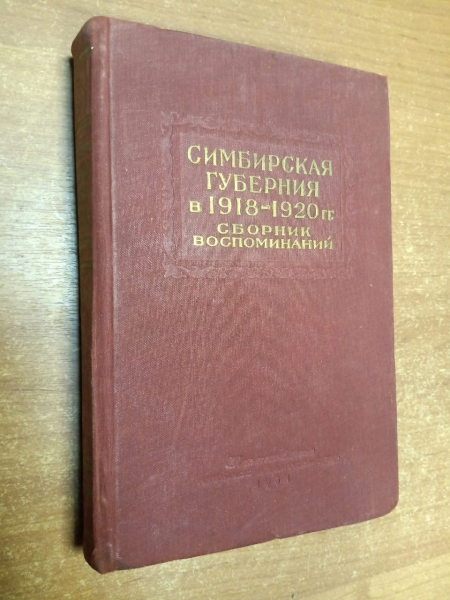 СИМБИРСКАЯ
ГУБЕРНИЯ
в 1918-1920 гг.
СБОРНИК
ВОСПОМИНАНИЙ